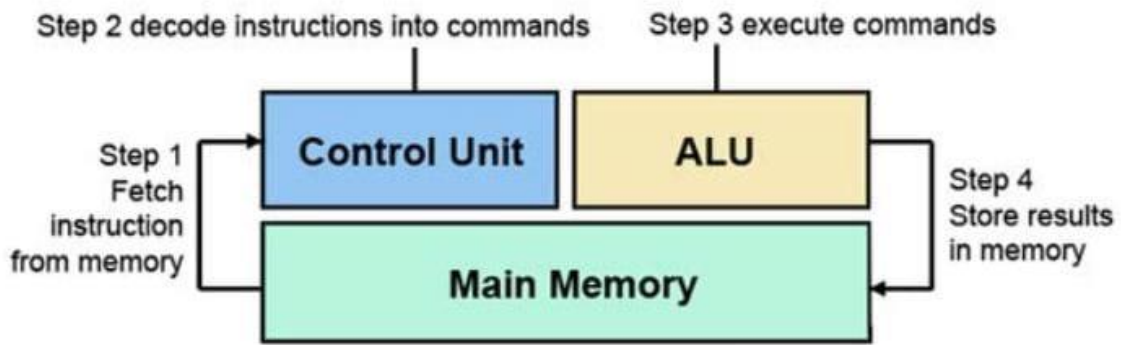 Step 2 decode instructions into commands
Step 3 execute commands
Control Unit
ALU
Step 1
Fetch
instruction
from memory
Step 4
Store results
in memory
Main Memory